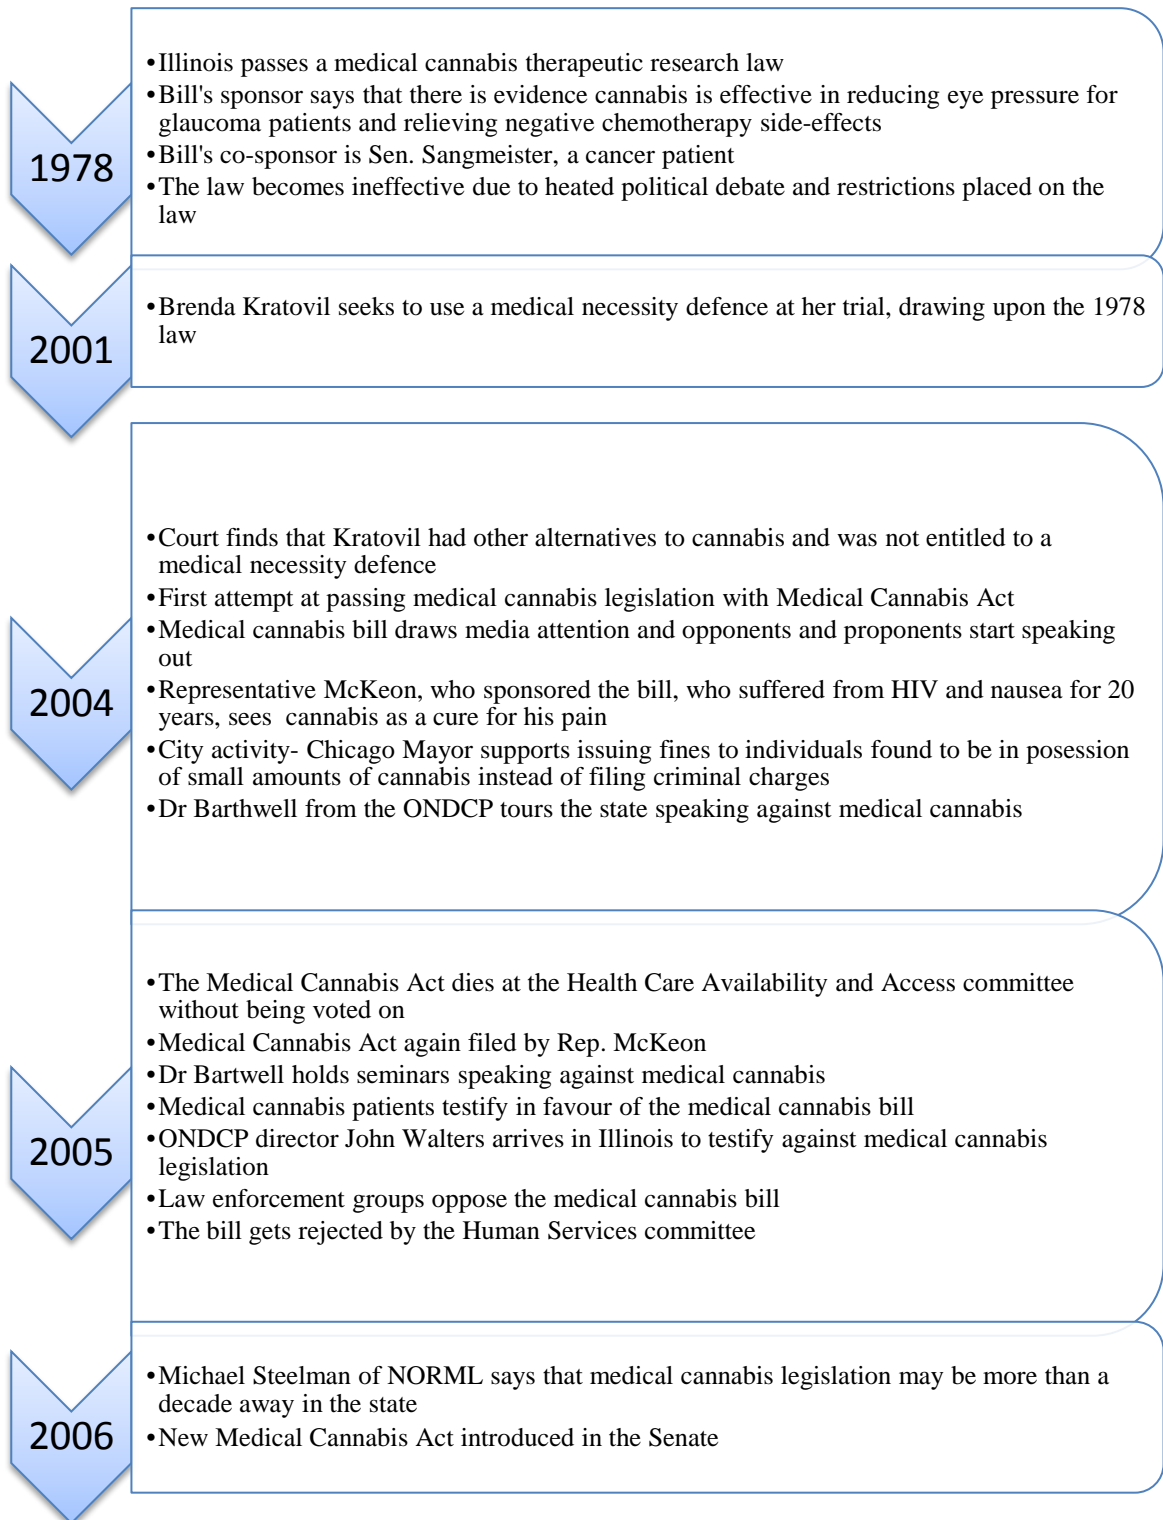 1978
•Illinois passes a medical cannabis therapeutic research law
•Bill's sponsor says that there is evidence cannabis is effective in reducing eye pressure for
glaucoma patients and relieving negative chemotherapy side-effects
•Bill's co-sponsor is Sen. Sangmeister, a cancer patient
•The law becomes ineffective due to heated political debate and restrictions placed on the
law
2001
•Brenda Kratovil seeks to use a medical necessity defence at her trial, drawing upon the 1978
law
2004
•Court finds that Kratovil had other alternatives to cannabis and was not entitled to a
medical necessity defence
•First attempt at passing medical cannabis legislation with Medical Cannabis Act
•Medical cannabis bill draws media attention and opponents and proponents start speaking
out
•Representative McKeon, who sponsored the bill, who suffered from HIV and nausea for 20
years, sees  cannabis as a cure for his pain
•City activity- Chicago Mayor supports issuing fines to individuals found to be in posession
of small amounts of cannabis instead of filing criminal charges
•Dr Barthwell from the ONDCP tours the state speaking against medical cannabis
2005
•The Medical Cannabis Act dies at the Health Care Availability and Access committee
without being voted on
•Medical Cannabis Act again filed by Rep. McKeon
•Dr Bartwell holds seminars speaking against medical cannabis
•Medical cannabis patients testify in favour of the medical cannabis bill
•ONDCP director John Walters arrives in Illinois to testify against medical cannabis
legislation
•Law enforcement groups oppose the medical cannabis bill
•The bill gets rejected by the Human Services committee
2006
•Michael Steelman of NORML says that medical cannabis legislation may be more than a
decade away in the state
•New Medical Cannabis Act introduced in the Senate